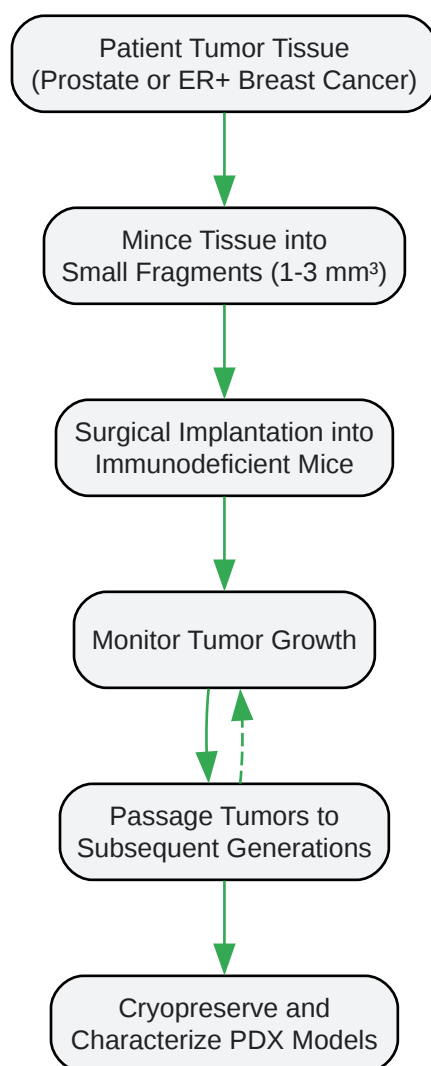 Patient Tumor Tissue
(Prostate or ER+ Breast Cancer)
Mince Tissue into
Small Fragments (1-3 mm³)
Surgical Implantation into
Immunodeficient Mice
Monitor Tumor Growth
Passage Tumors to
Subsequent Generations
Cryopreserve and
Characterize PDX Models